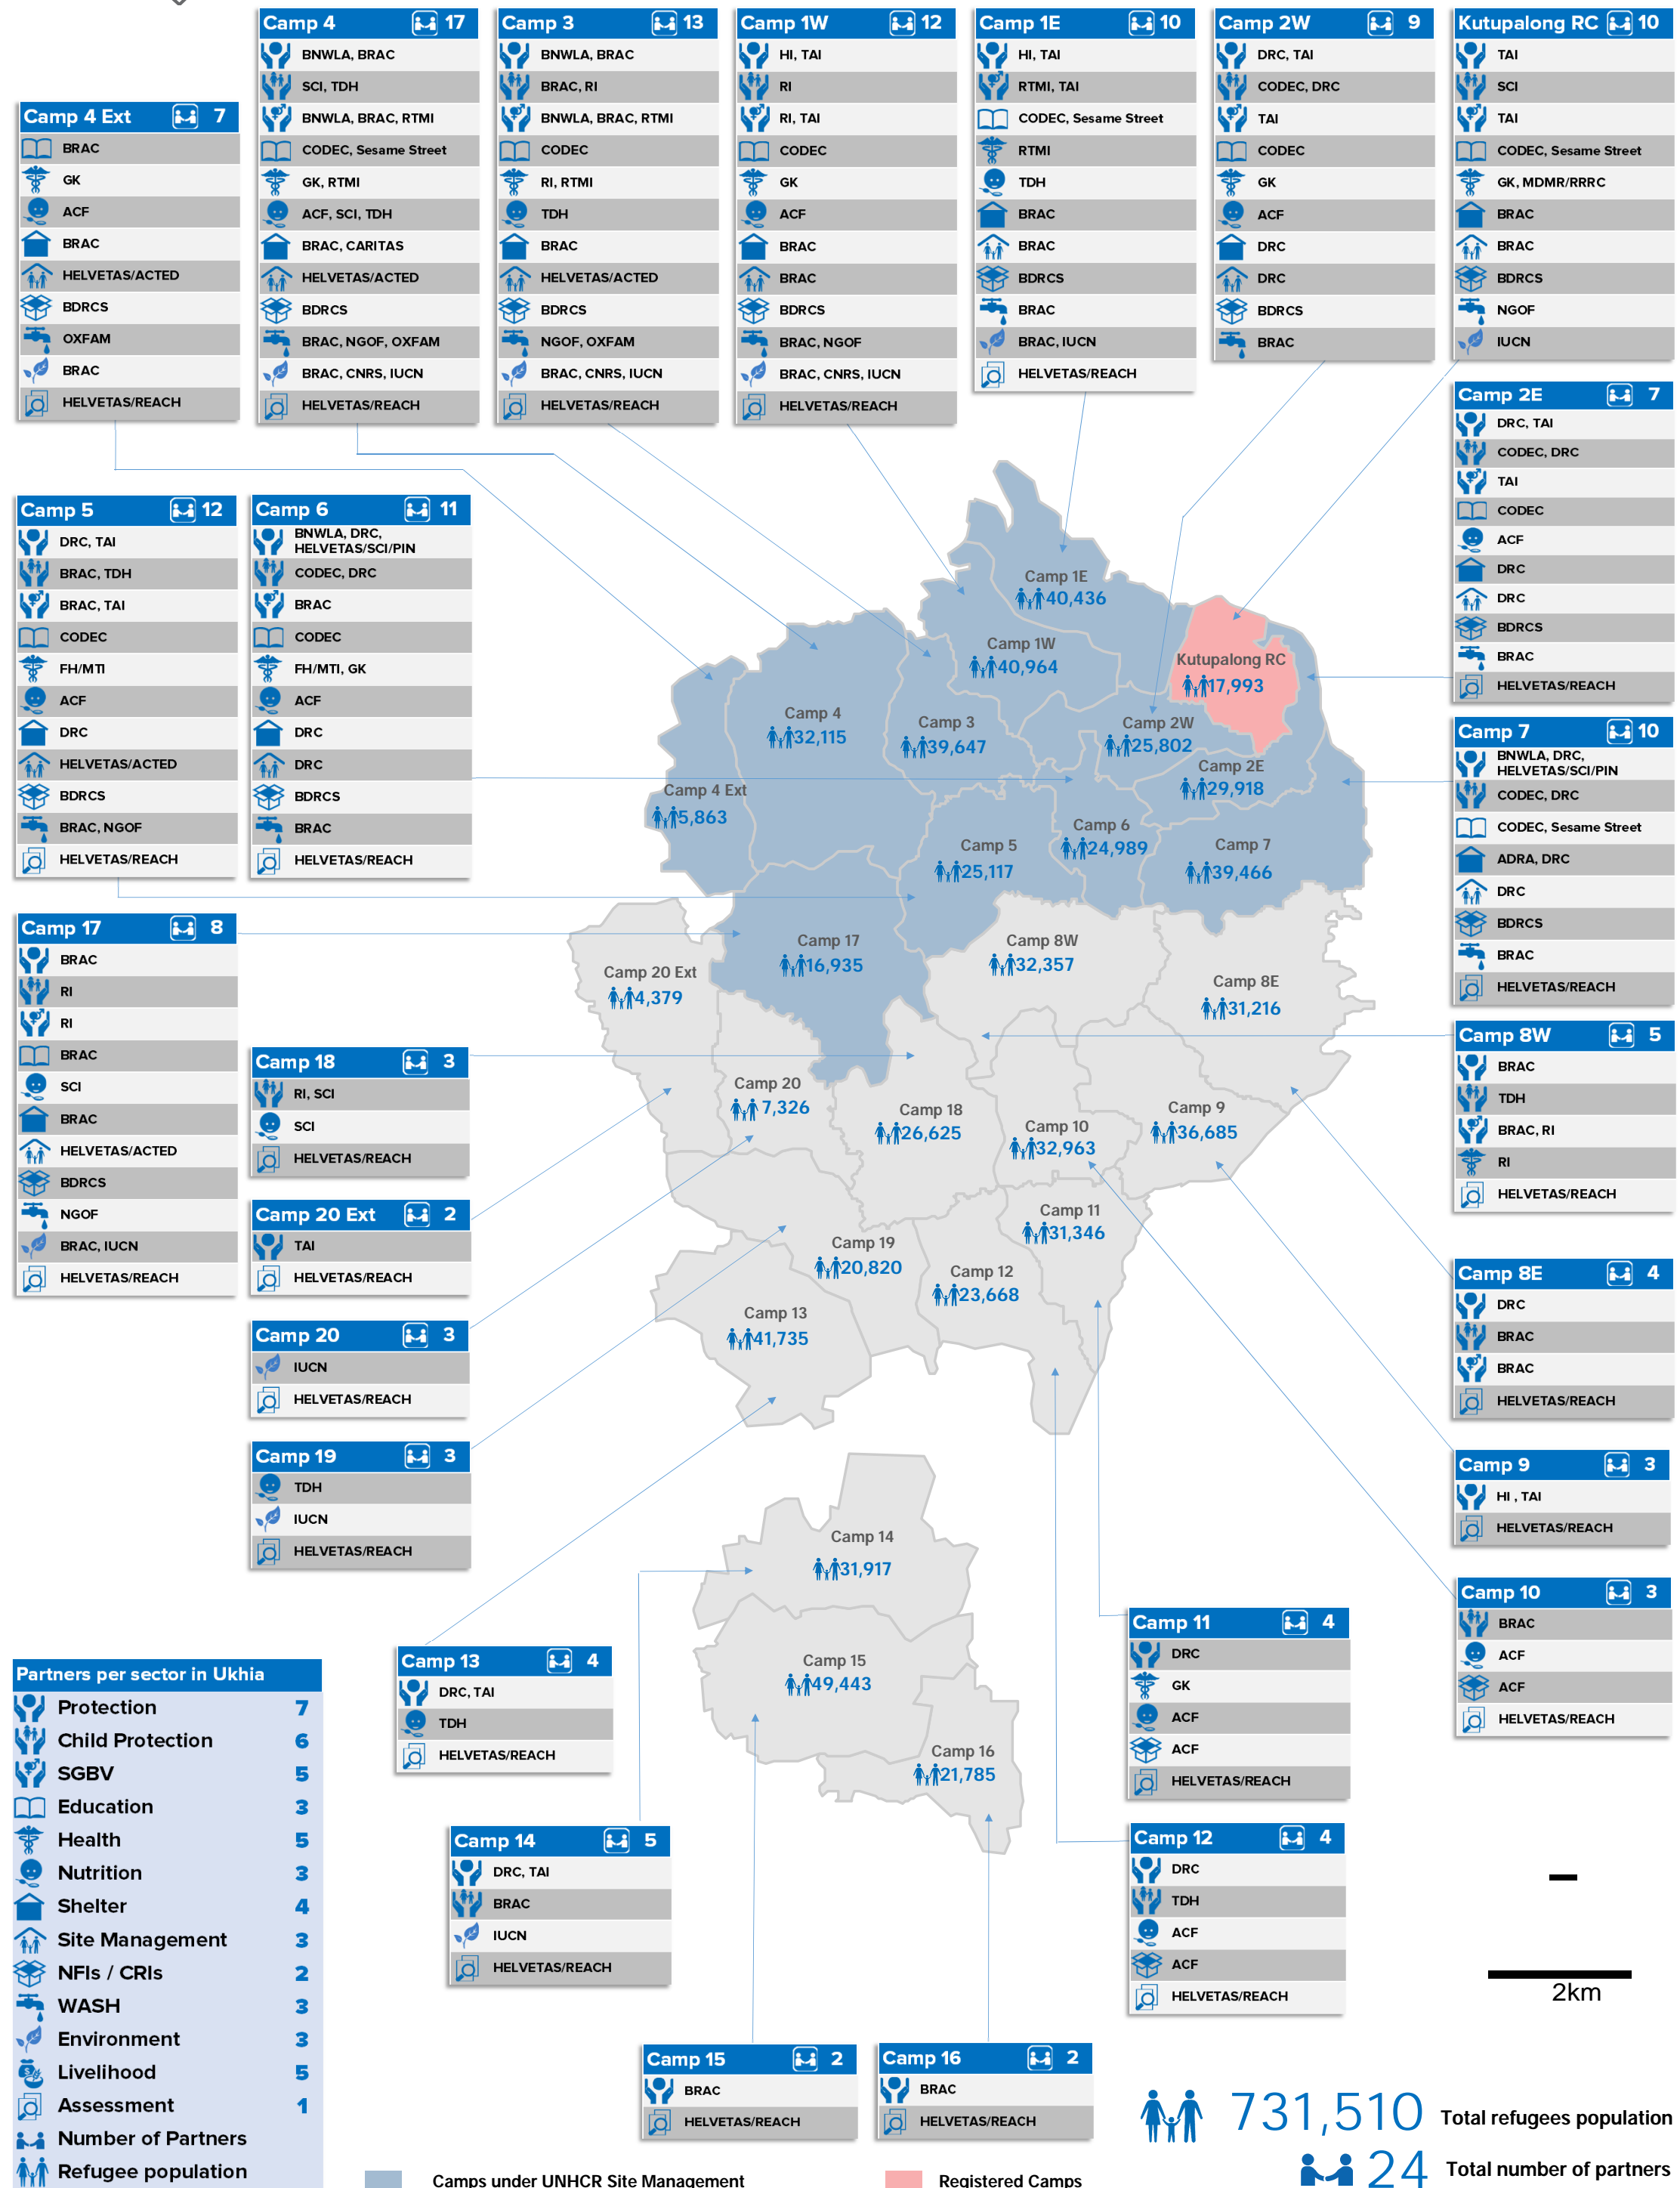 Camp 4 17
BNWLA, BRAC
SCI, TDH
BNWLA, BRAC, RTMI
CODEC, Sesame Street
GK, RTMI
ACF, SCI, TDH
BRAC, CARITAS
HELVETAS/ACTED
BDRCS
BRAC, NGOF, OXFAM
BRAC, CNRS, IUCN
HELVETAS/REACH
Camp 3 13
BNWLA, BRAC
BRAC, RI
BNWLA, BRAC, RTMI
CODEC
RI, RTMI
TDH
BRAC
HELVETAS/ACTED
BDRCS
NGOF, OXFAM
BRAC, CNRS, IUCN
HELVETAS/REACH
Camp 1W 12
HI, TAI
RI
RI, TAI
CODEC
GK
ACF
BRAC
BRAC
BDRCS
BRAC, NGOF
BRAC, CNRS, IUCN
HELVETAS/REACH
Camp 1E 10
HI, TAI
RTMI, TAI
CODEC, Sesame Street
RTMI
TDH
BRAC
BRAC
BDRCS
BRAC
BRAC, IUCN
HELVETAS/REACH
Camp 2W 9
DRC, TAI
CODEC, DRC
TAI
CODEC
GK
ACF
DRC
DRC
BDRCS
BRAC
Kutupalong RC 10
TAI
SCI
TAI
CODEC, Sesame Street
GK, MDMR/RRRC
BRAC
BRAC
BDRCS
NGOF
IUCN
Camp 4 Ext 7
BRAC
GK
ACF
BRAC
HELVETAS/ACTED
BDRCS
OXFAM
BRAC
HELVETAS/REACH
Camp 2E 7
DRC, TAI
CODEC, DRC
TAI
CODEC
ACF
DRC
DRC
BDRCS
BRAC
HELVETAS/REACH
Camp 5 12
DRC, TAI
BRAC, TDH
BRAC, TAI
CODEC
FH/MTI
ACF
DRC
HELVETAS/ACTED
BDRCS
BRAC, NGOF
HELVETAS/REACH
Camp 6 11
BNWLA, DRC,
HELVETAS/SCI/PIN
CODEC, DRC
BRAC
CODEC
FH/MTI, GK
ACF
DRC
DRC
BDRCS
BRAC
HELVETAS/REACH
Camp 7 10
BNWLA, DRC,
HELVETAS/SCI/PIN
CODEC, DRC
CODEC, Sesame Street
ADRA, DRC
DRC
BDRCS
BRAC
HELVETAS/REACH
Camp 1E
40,436
Camp 1W
40,964
Kutupalong RC
17,993
Camp 4
32,115
Camp 3
39,647
Camp 2W
25,802
Camp 2E
29,918
Camp 4 Ext
5,863
Camp 6
24,989
Camp 5
25,117
Camp 7
39,466
Camp 17
16,935
Camp 8W
32,357
Camp 20 Ext
4,379
Camp 8E
31,216
Camp 20
7,326
Camp 18
26,625
Camp 10
32,963
Camp 9
36,685
Camp 11
31,346
Camp 19
20,820
Camp 12
23,668
Camp 13
41,735
Camp 14
31,917
Camp 15
49,443
Camp 16
21,785
Camp 17 8
BRAC
RI
RI
BRAC
SCI
BRAC
HELVETAS/ACTED
BDRCS
NGOF
BRAC, IUCN
HELVETAS/REACH
Camp 18 3
RI, SCI
SCI
HELVETAS/REACH
Camp 20 Ext 2
TAI
HELVETAS/REACH
Camp 20 3
IUCN
HELVETAS/REACH
Camp 19 3
TDH
IUCN
HELVETAS/REACH
Camp 8W 5
BRAC
TDH
BRAC, RI
RI
HELVETAS/REACH
Camp 8E 4
DRC
BRAC
BRAC
HELVETAS/REACH
Camp 9 3
HI , TAI
HELVETAS/REACH
Camp 10 3
BRAC
ACF
ACF
HELVETAS/REACH
Camp 11 4
DRC
GK
ACF
ACF
HELVETAS/REACH
Camp 12 4
DRC
TDH
ACF
ACF
HELVETAS/REACH
Camp 13 4
DRC, TAI
TDH
HELVETAS/REACH
Camp 14 5
DRC, TAI
BRAC
IUCN
HELVETAS/REACH
Camp 15 2
BRAC
HELVETAS/REACH
Camp 16 2
BRAC
HELVETAS/REACH
Partners per sector in Ukhia
Protection 7
Child Protection 6
SGBV 5
Education 3
Health 5
Nutrition 3
Shelter 4
Site Management 3
NFIs / CRIs 2
WASH 3
Environment 3
Livelihood 5
Assessment 1
Number of Partners
Refugee population
2km
731,510 Total refugees population
24 Total number of partners
Camps under UNHCR Site Management
Registered Camps